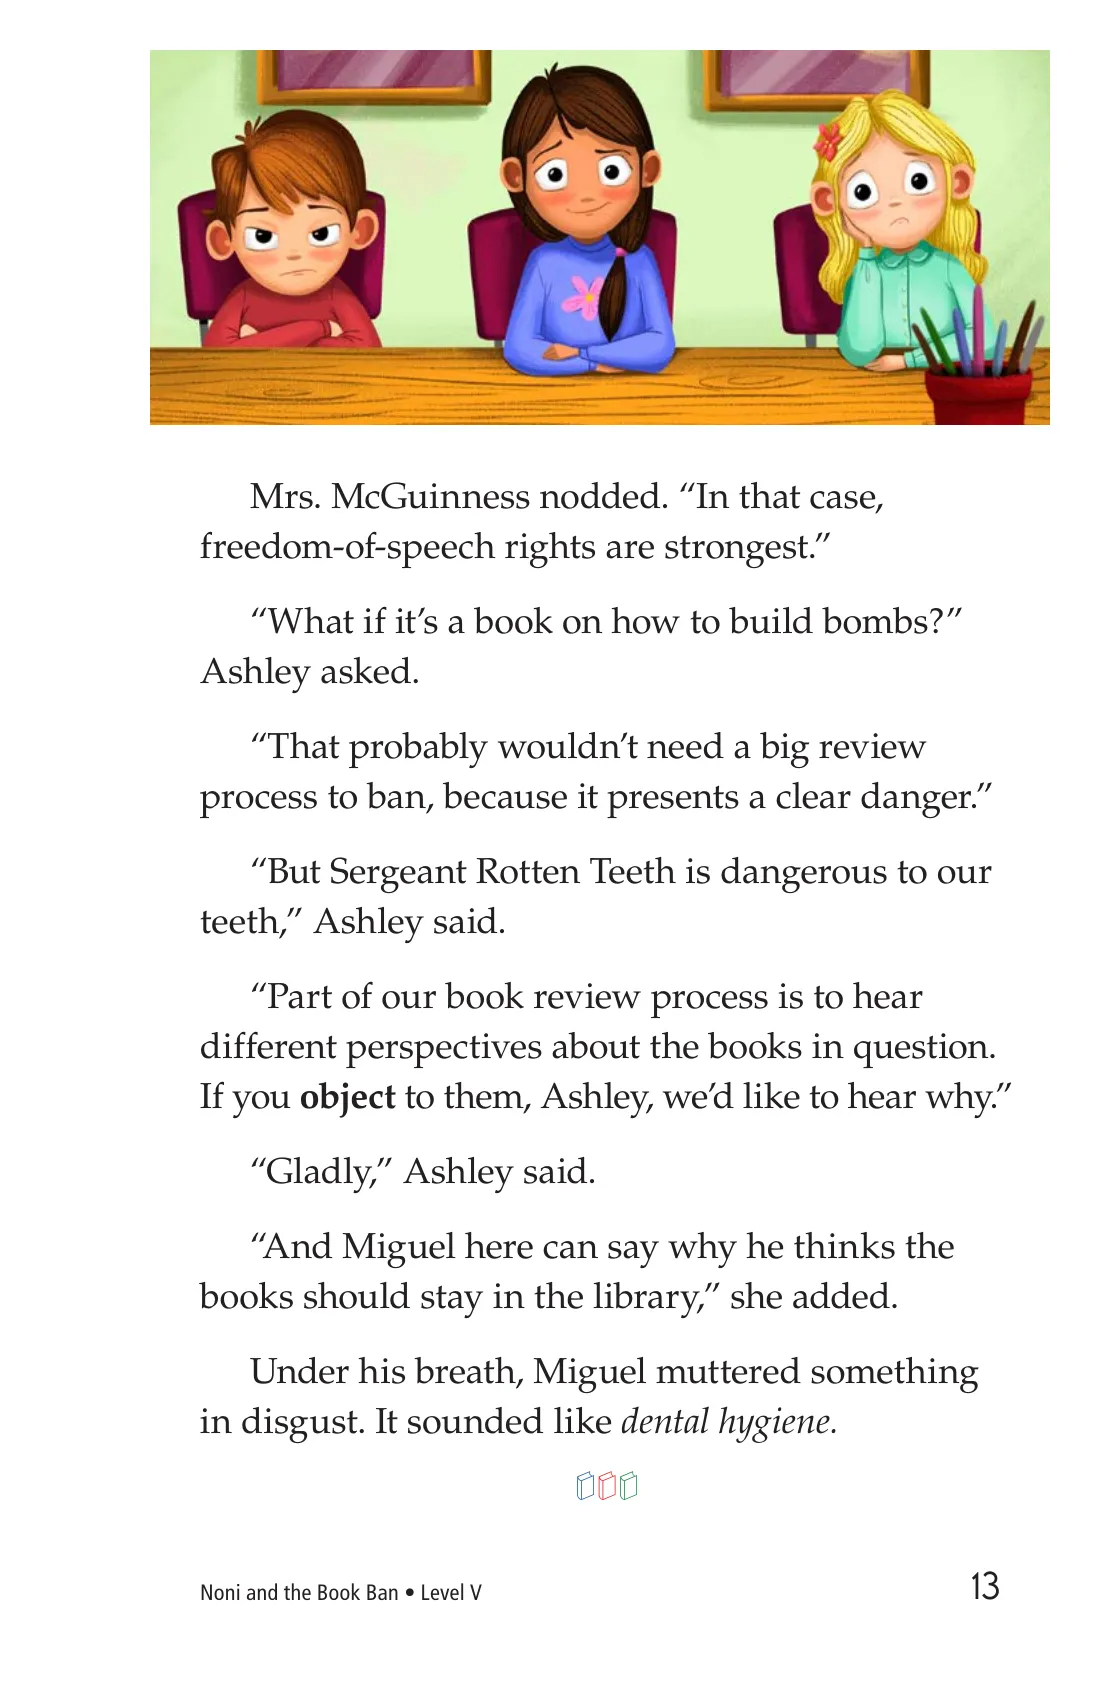 Mrs. McGuinness nodded. “In that case,
freedom-of-speech rights are strongest.”
“What if it’s a book on how to build bombs?”
Ashley asked.
“That probably wouldn’t need a big review
process to ban, because it presents a clear danger.”
“But Sergeant Rotten Teeth is dangerous to our
teeth,” Ashley said.
“Part of our book review process is to hear
different perspectives about the books in question.
If you object to them, Ashley, we’d like to hear why.”
“Gladly,” Ashley said.
“And Miguel here can say why he thinks the
books should stay in the library,” she added.
Under his breath, Miguel muttered something
in disgust. It sounded like dental hygiene.
Noni and the Book Ban • Level V
13